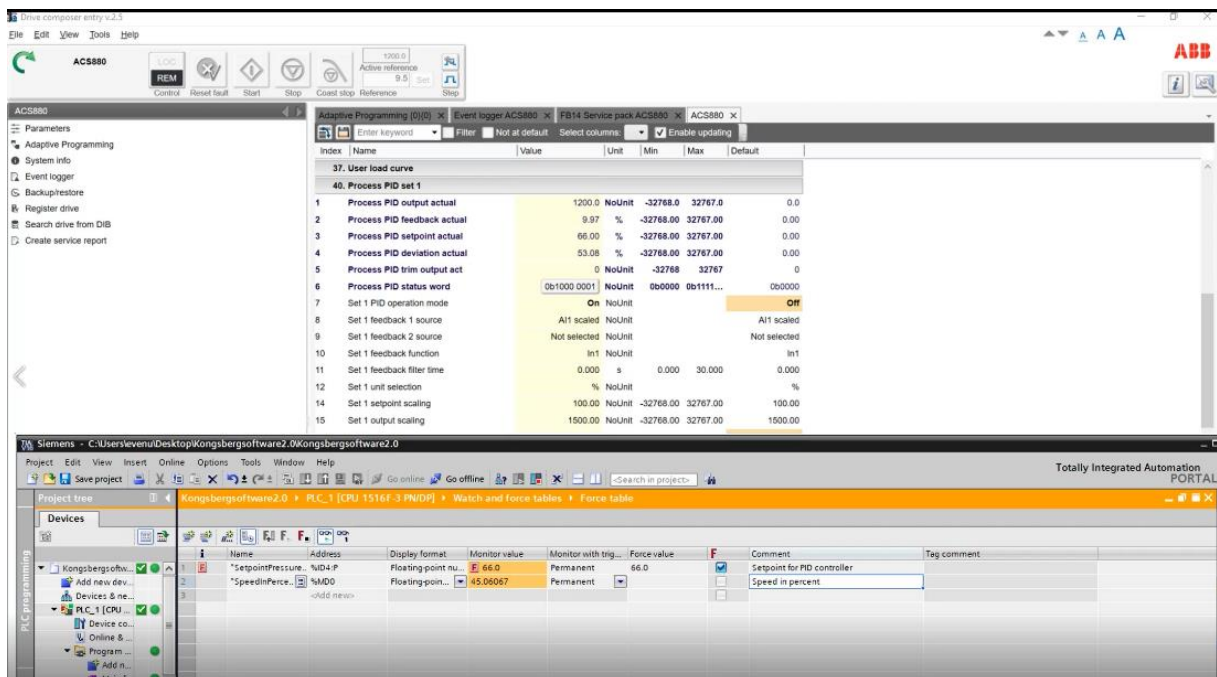 Drive composer entry v.2.5
File Edit View Tools Help
A A A
ABB
ACS880
LOC
REM
Control Reset fault Start Stop Coast stop Reference Step
1200.0
Active reference
9.5 Set
ACS880
Parameters
Adaptive Programming
System info
Event logger
Backup/restore
Register drive
Search drive from DIB
Create service report
Adaptive Programming (0)(0) Event logger ACS880 FB14 Service pack ACS880 ACS880
Enter keyword Filter Not at default Select columns: Enable updating
Index Name Value Unit Min Max Default
37. User load curve
40. Process PID set 1
1 Process PID output actual 1200.0 NoUnit -32768.0 32767.0 0.0
2 Process PID feedback actual 9.97 % -32768.00 32767.00 0.00
3 Process PID setpoint actual 66.00 % -32768.00 32767.00 0.00
4 Process PID deviation actual 53.08 % -32768.00 32767.00 0.00
5 Process PID trim output act 0 NoUnit -32768 32767 0
6 Process PID status word 0b1000 0001 NoUnit 0b0000 0b1111... 0b0000
7 Set 1 PID operation mode On NoUnit Off
8 Set 1 feedback 1 source AI1 scaled NoUnit AI1 scaled
9 Set 1 feedback 2 source Not selected NoUnit Not selected
10 Set 1 feedback function In1 NoUnit In1
11 Set 1 feedback filter time 0.000 s 0.000 30.000 0.000
12 Set 1 unit selection % NoUnit %
14 Set 1 setpoint scaling 100.00 NoUnit -32768.00 32767.00 100.00
15 Set 1 output scaling 1500.00 NoUnit -32768.00 32767.00 1500.00
Siemens - C:\Users\evenu\Desktop\Kongsbergsoftware2.0\Kongsbergsoftware2.0
Project Edit View Insert Online Options Tools Window Help
Totally Integrated Automation
PORTAL
Save project Go online Go offline <Search in project>
Project tree
Kongsbergsoftware2.0 PLC_1 [CPU 1516F-3 PN/DP] Watch and force tables Force table
Devices
PLC programming
i Name Address Display format Monitor value Monitor with trig... Force value F Comment Tag comment
1 F "SetpointPressure.. %ID4:P Floating-point nu... F 66.0 Permanent 66.0 Setpoint for PID controller
2 "SpeedInPerce.. %MD0 Floating-poin... 45.06067 Permanent Speed in percent
3 <Add new>
Kongsbergsoftw...
Add new dev...
Devices & ne...
PLC_1 [CPU ...
Device co...
Online & ...
Program ...
Add n...